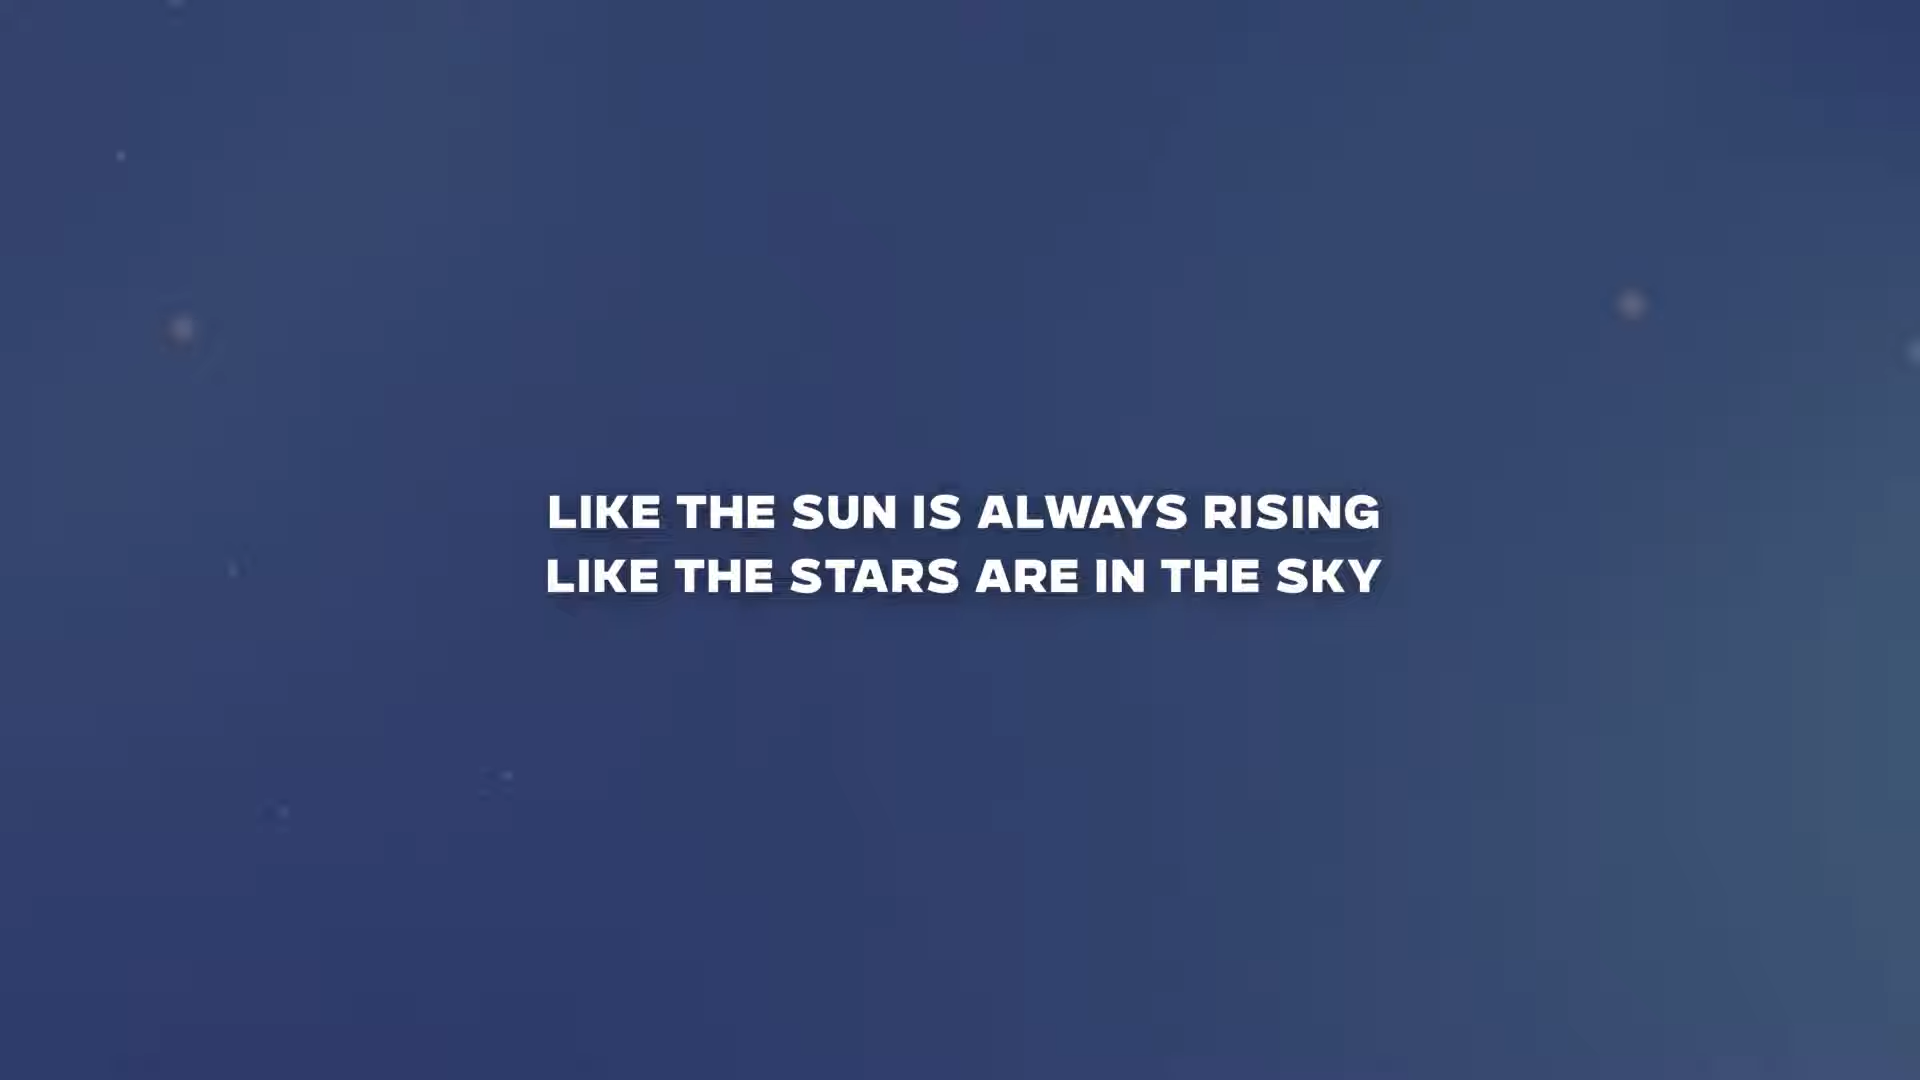 LIKE THE SUN IS ALWAYS RISING
LIKE THE STARS ARE IN THE SKY